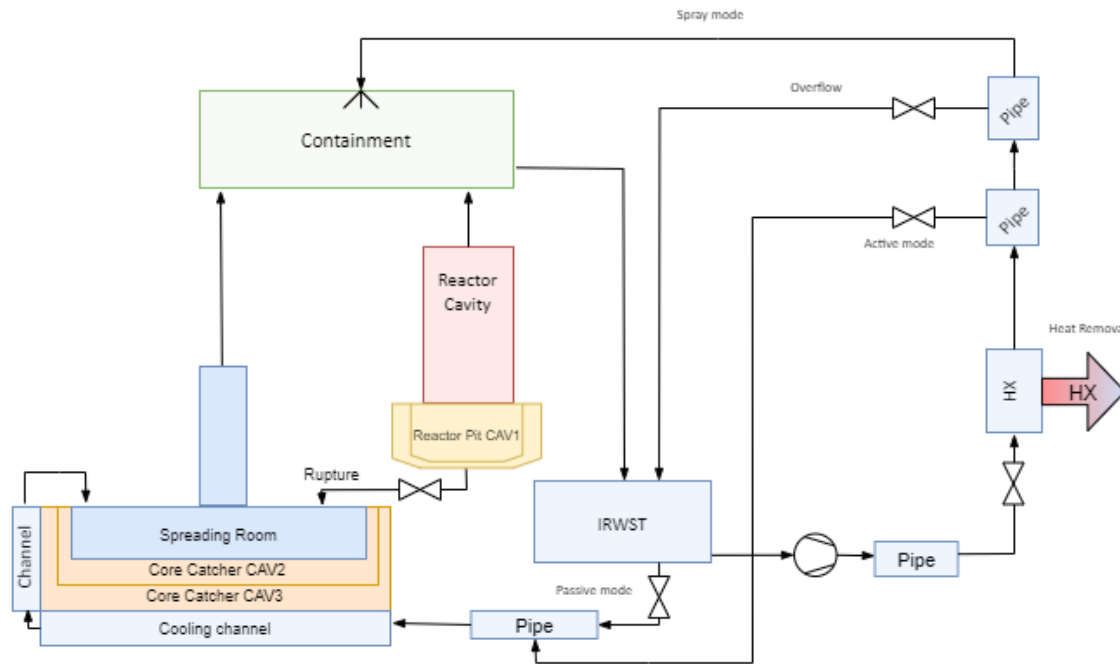 Spray mode
Overflow
Pipe
Containment
Pipe
Active mode
Reactor
Cavity
Heat Remova
HX
HX
Reactor Pit CAV1
Rupture
IRWST
Channel
Spreading Room
Core Catcher CAV2
Pipe
Passive mode
Core Catcher CAV3
Pipe
Cooling channel